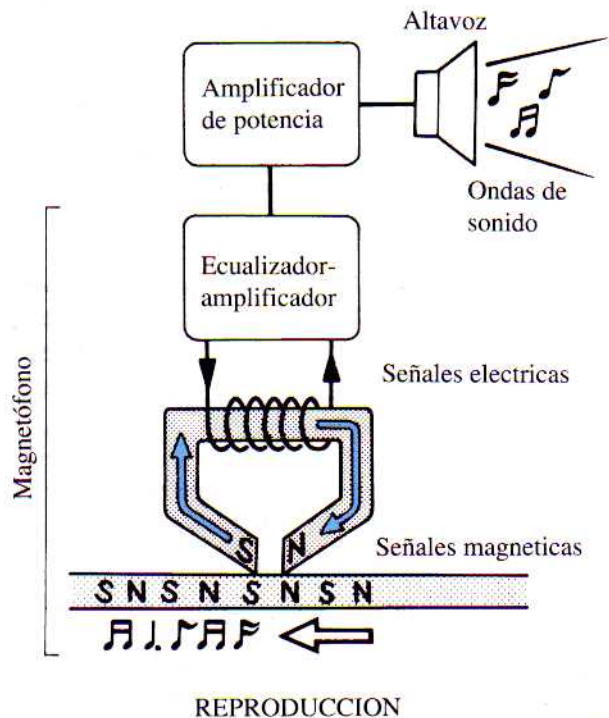 Altavoz
Amplificador
de potencia
Ondas de
sonido
Ecualizador-
amplificador
Magnetófono
Señales electricas
S N
Señales magneticas
S N S N S N S N
REPRODUCCION